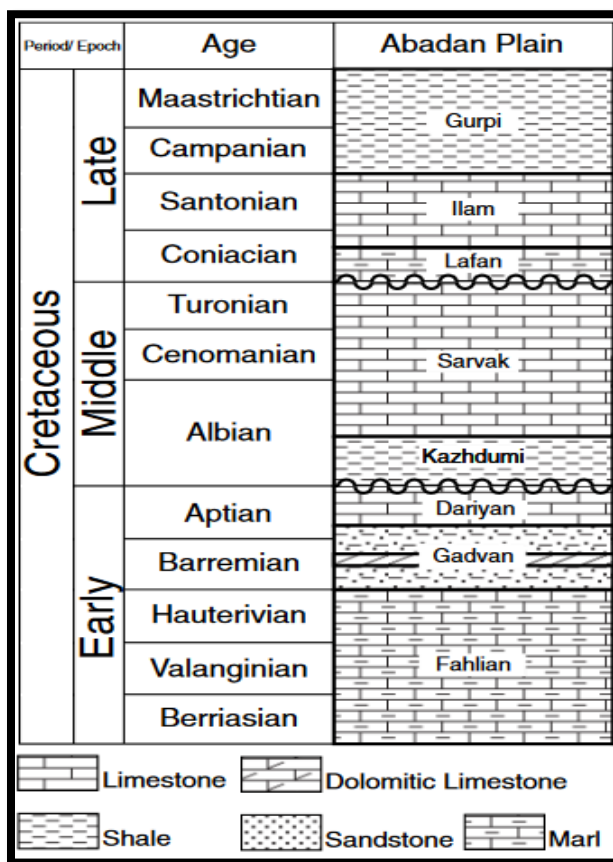 Period/ Epoch Age Abadan Plain
Cretaceous
Late
Middle
Early
Maastrichtian
Campanian
Santonian
Coniacian
Turonian
Cenomanian
Albian
Aptian
Barremian
Hauterivian
Valanginian
Berriasian
Gurpi
Ilam
Lafan
Sarvak
Kazhdumi
Dariyan
Gadvan
Fahlian
Limestone Dolomitic Limestone
Shale Sandstone Marl